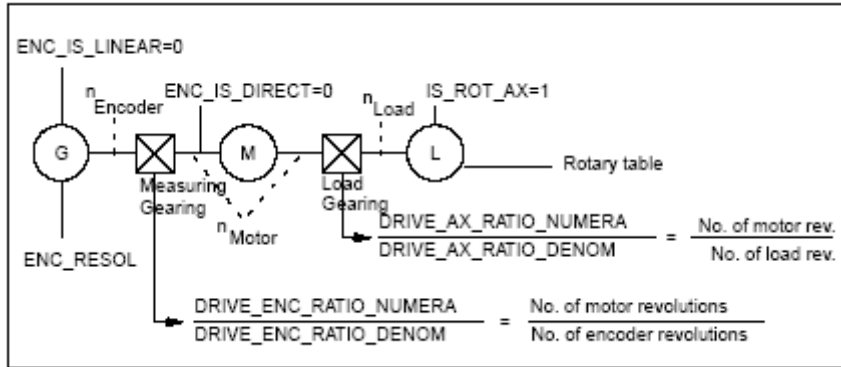 ENC_IS_LINEAR=0
n Encoder
ENC_IS_DIRECT=0
n Load
IS_ROT_AX=1
G
M
L
Rotary table
Measuring
Gearing
Load
Gearing
n Motor
ENC_RESOL
DRIVE_AX_RATIO_NUMERA
DRIVE_AX_RATIO_DENOM
=
No. of motor rev.
No. of load rev.
DRIVE_ENC_RATIO_NUMERA
DRIVE_ENC_RATIO_DENOM
=
No. of motor revolutions
No. of encoder revolutions